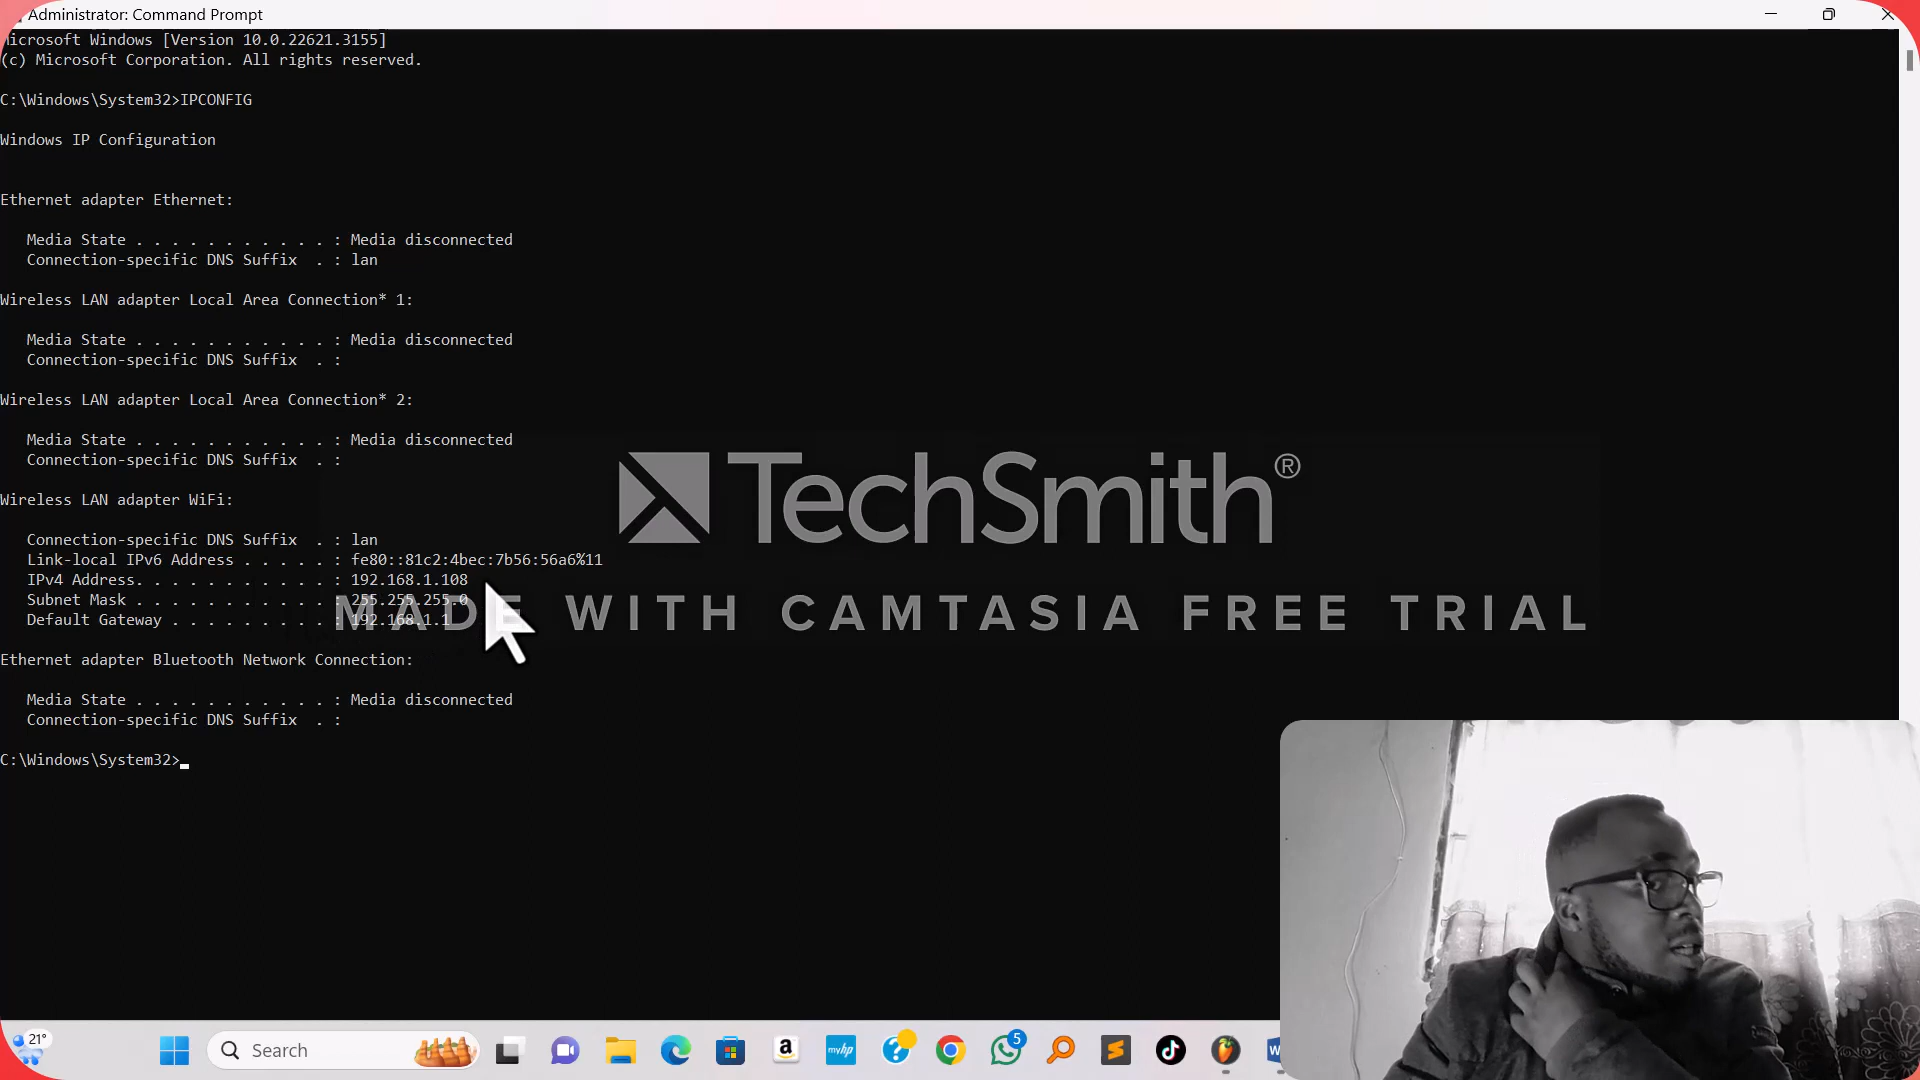 Administrator: Command Prompt
icrosoft Windows [Version 10.0.22621.3155]
(c) Microsoft Corporation. All rights reserved.
C:\Windows\System32>IPCONFIG
Windows IP Configuration
Ethernet adapter Ethernet:
Media State . . . . . . . . . . . : Media disconnected
Connection-specific DNS Suffix . : lan
Wireless LAN adapter Local Area Connection* 1:
Media State . . . . . . . . . . . : Media disconnected
Connection-specific DNS Suffix . :
Wireless LAN adapter Local Area Connection* 2:
Media State . . . . . . . . . . . : Media disconnected
Connection-specific DNS Suffix . :
Wireless LAN adapter WiFi:
Connection-specific DNS Suffix . : lan
Link-local IPv6 Address . . . . . : fe80::81c2:4bec:7b56:56a6%11
IPv4 Address. . . . . . . . . . . : 192.168.1.108
Subnet Mask . . . . . . . . . . . : 255.255.255.0
Default Gateway . . . . . . . . . : 192.168.1.1
Ethernet adapter Bluetooth Network Connection:
Media State . . . . . . . . . . . : Media disconnected
Connection-specific DNS Suffix . :
C:\Windows\System32>
TechSmith®
MADE WITH CAMTASIA FREE TRIAL
21°
Search
a
myhp
?
5
S
W